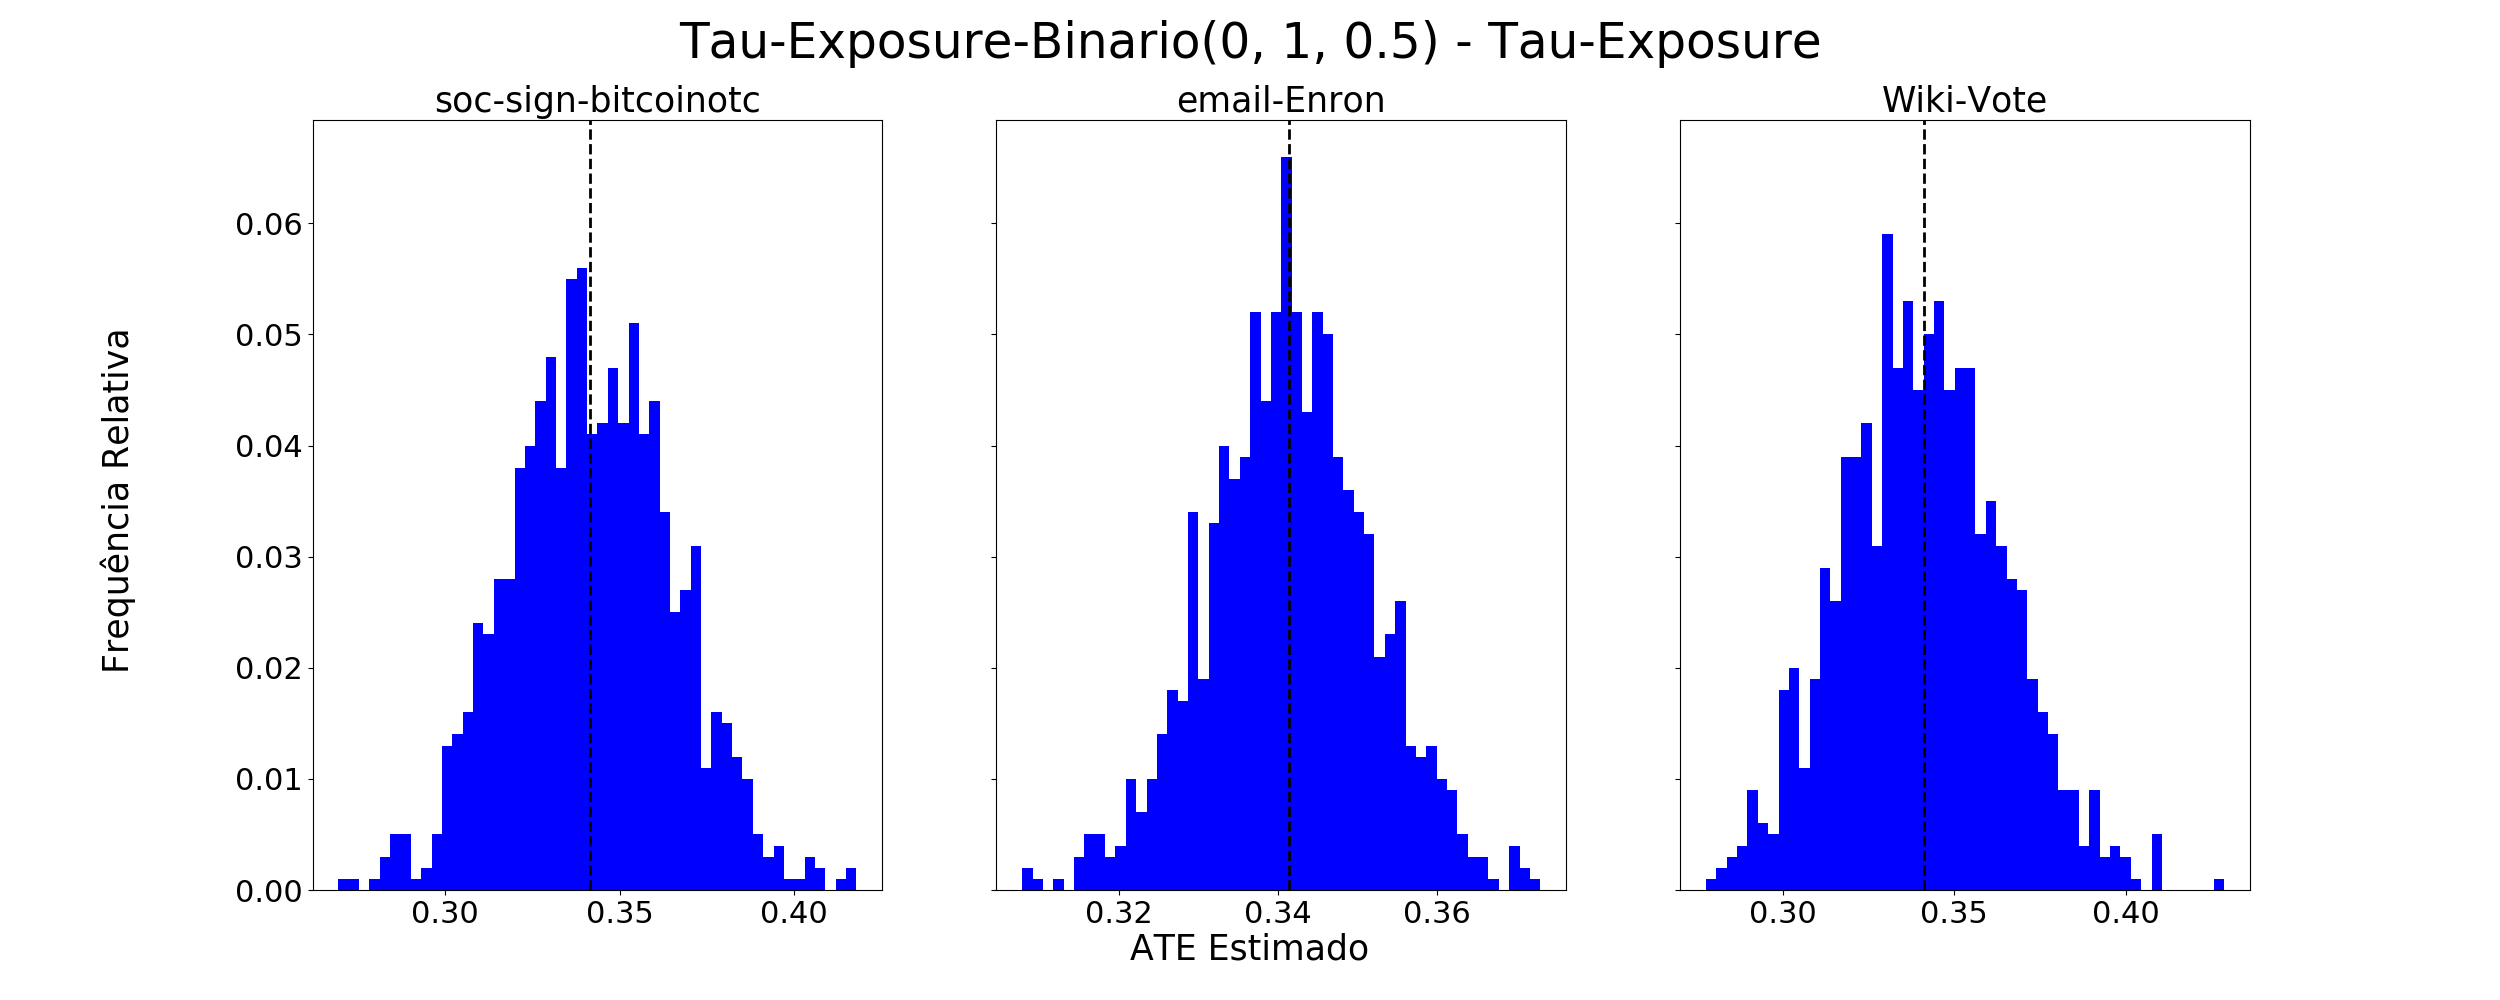 Tau-Exposure-Binario(0, 1, 0.5) - Tau-Exposure
soc-sign-bitcoinotc
email-Enron
Wiki-Vote
Frequência Relativa
0.06
0.05
0.04
0.03
0.02
0.01
0.00
0.30 0.35 0.40
0.32 0.34 0.36
0.30 0.35 0.40
ATE Estimado